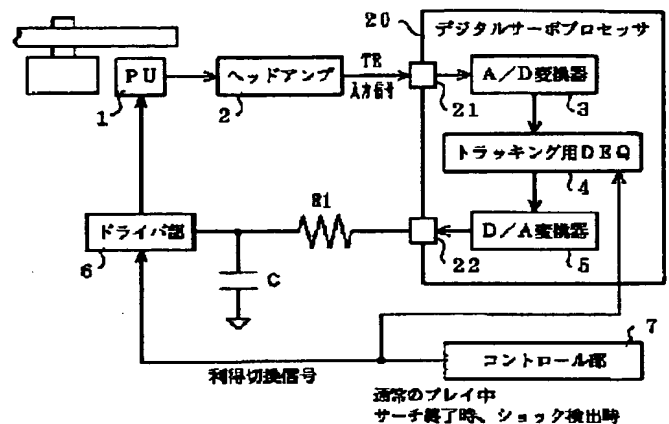 20
デジタルサーボプロセッサ
PU
1
ヘッドアンプ
2
TE
入力信号
21
A/D変換器
3
トラッキング用DEQ
4
D/A変換器
5
22
R1
C
ドライバ部
6
利得切換信号
7
コントロール部
通常のプレイ中
サーチ終了時、ショック検出時